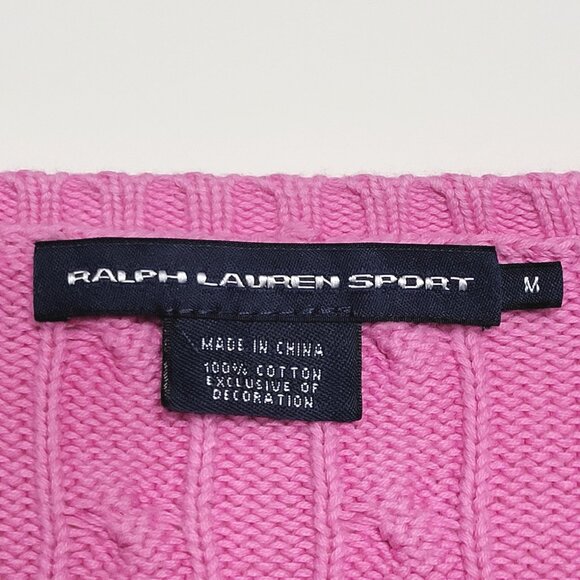 RALPH LAUREN SPORT
M
MADE IN CHINA
100% COTTON
EXCLUSIVE OF
DECORATION